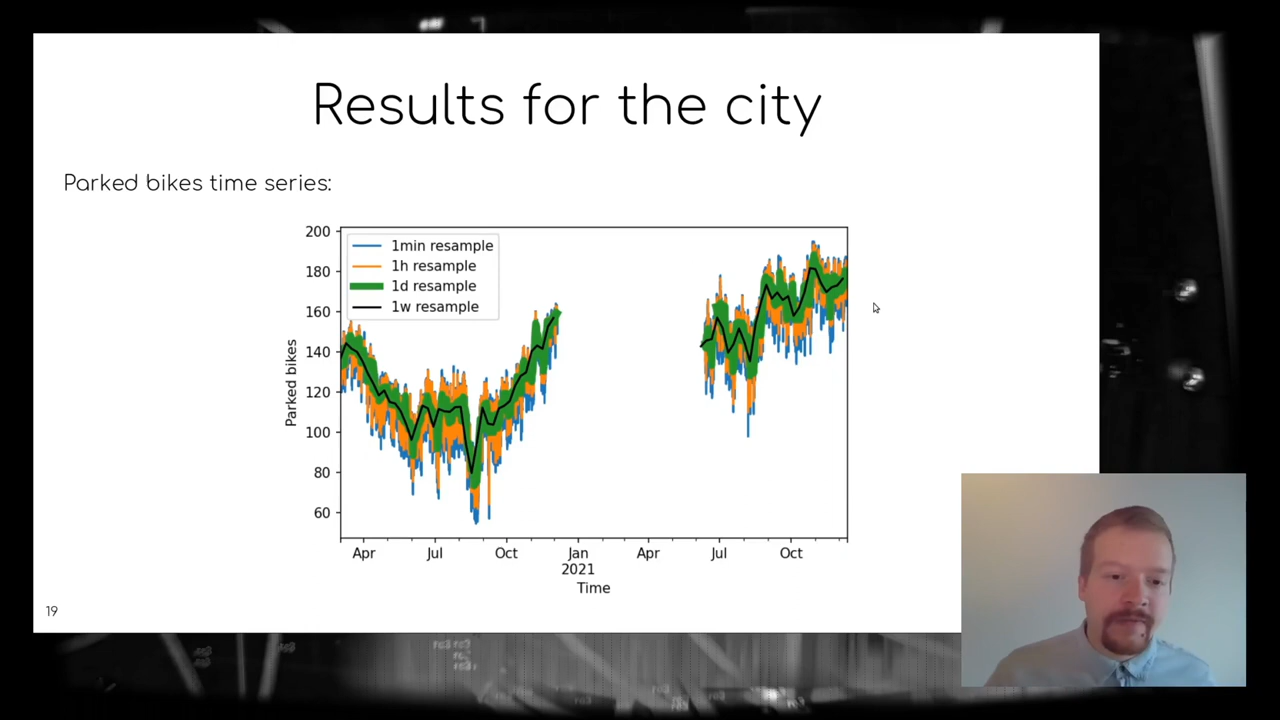 Results for the city
Parked bikes time series:
200
180
160
140
120
100
80
60
Parked bikes
1min resample
1h resample
1d resample
1w resample
Apr Jul Oct Jan Apr Jul Oct
2021
Time
19